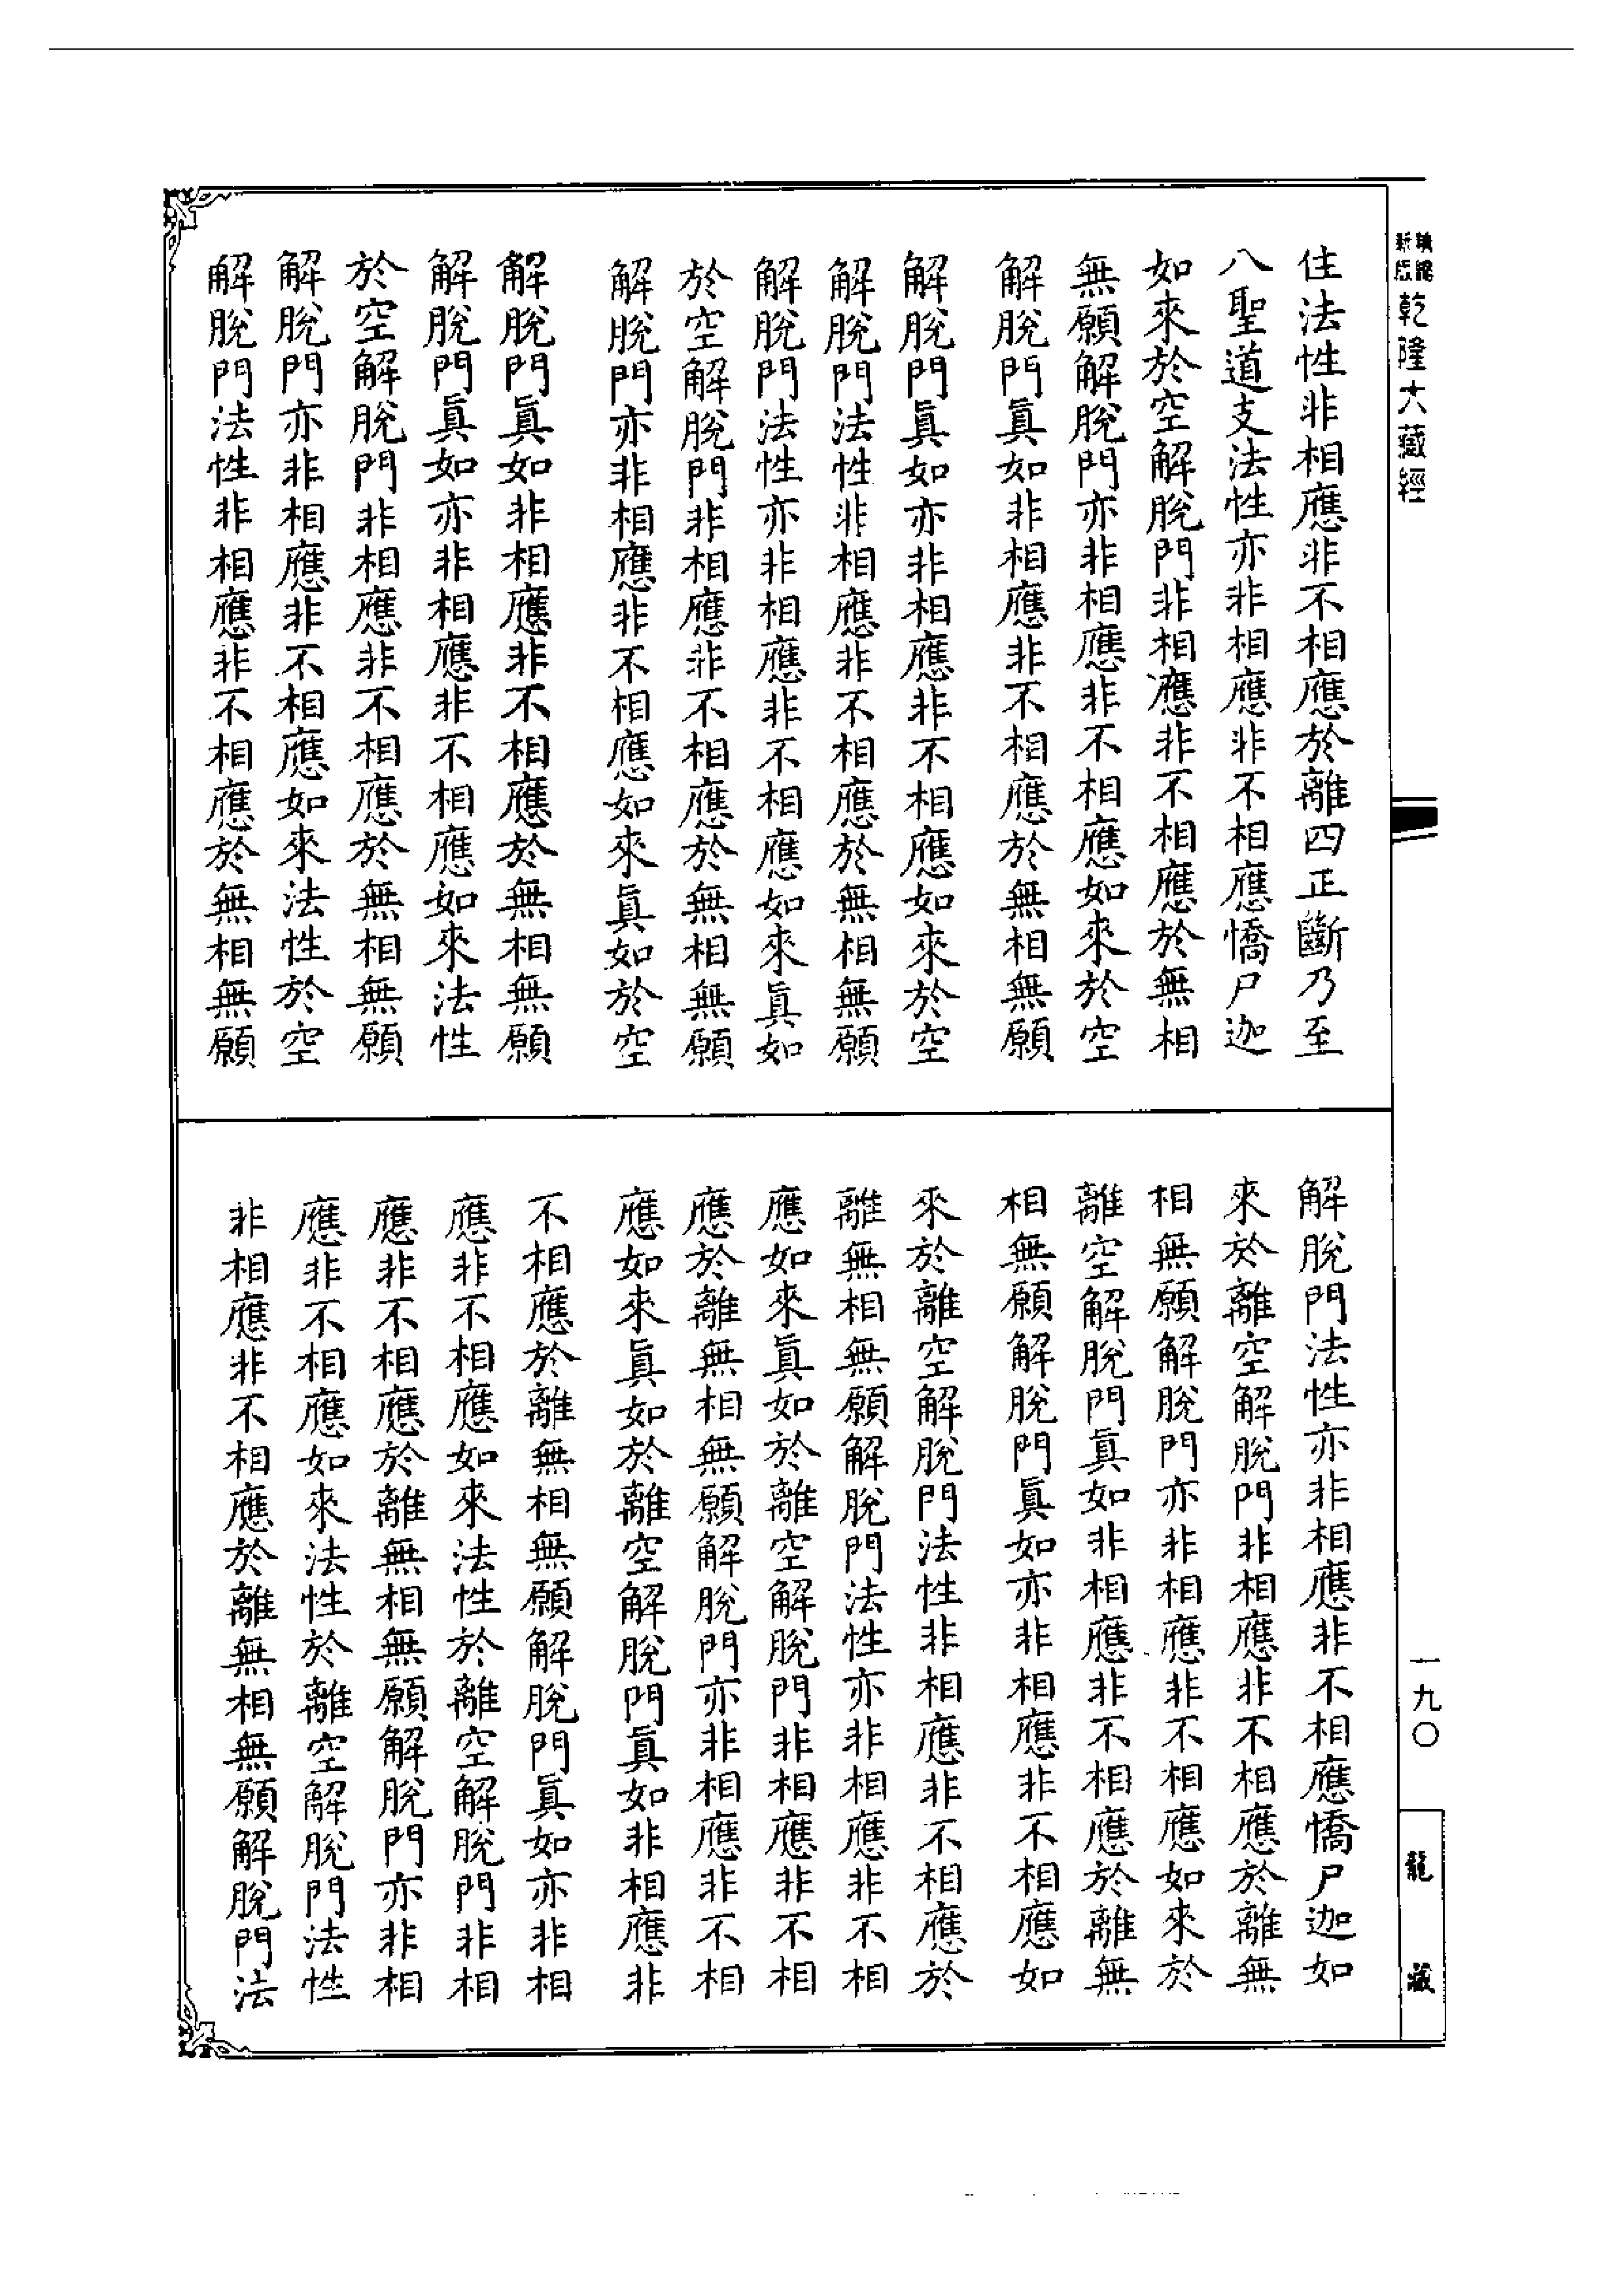 新編
新版
乾隆大藏經
住法性非相應非不相應於離四正斷乃至
八聖道支法性亦非相應非不相應憍尸迦
如來於空解脫門非相應非不相應於無相
無願解脫門亦非相應非不相應如來於空
解脫門真如非相應非不相應於無相無願
解脫門真如亦非相應非不相應如來於空
解脫門法性非相應非不相應於無相無願
解脫門法性亦非相應非不相應如來真如
於空解脫門非相應非不相應於無相無願
解脫門亦非相應非不相應如來真如於空
解脫門真如非相應非不相應於無相無願
解脫門真如亦非相應非不相應如來法性
於空解脫門非相應非不相應於無相無願
解脫門亦非相應非不相應如來法性於空
解脫門法性非相應非不相應於無相無願
解脫門法性亦非相應非不相應憍尸迦如
來於離空解脫門非相應非不相應於離無
相無願解脫門亦非相應非不相應如來於
離空解脫門真如非相應非不相應於離無
相無願解脫門真如亦非相應非不相應如
來於離空解脫門法性非相應非不相應於
離無相無願解脫門法性亦非相應非不相
應如來真如於離空解脫門非相應非不相
應於離無相無願解脫門亦非相應非不相
應如來真如於離空解脫門真如非相應非
不相應於離無相無願解脫門真如亦非相
應非不相應如來法性於離空解脫門非相
應非不相應於離無相無願解脫門亦非相
應非不相應如來法性於離空解脫門法性
非相應非不相應於離無相無願解脫門法
一九〇
龍藏